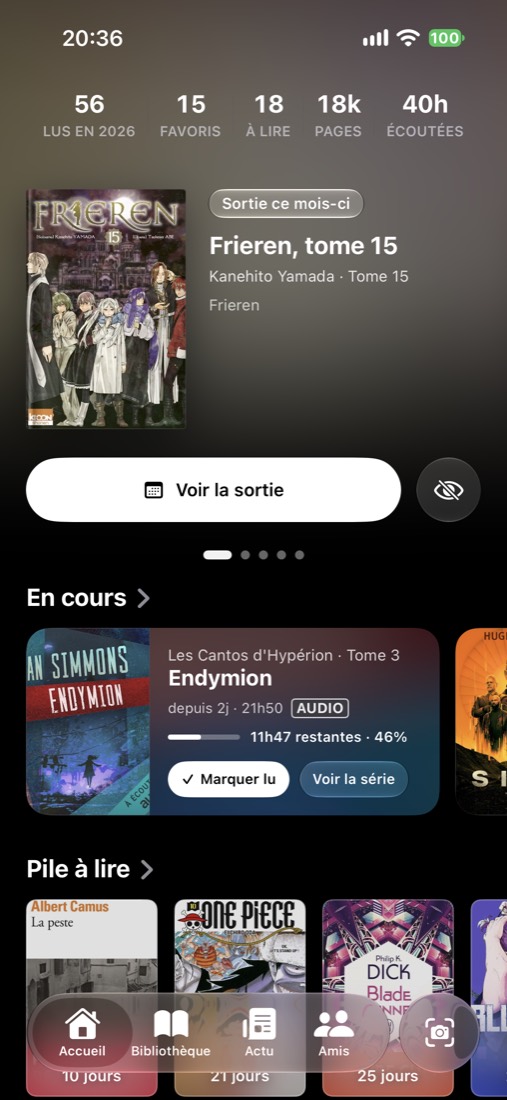 20:36
100
56
15
18
18k
40h
LUS EN 2026
FAVORIS
À LIRE
PAGES
ÉCOUTÉES
FRIEREN
15
Sortie ce mois-ci
Frieren, tome 15
Kanehito Yamada · Tome 15
Frieren
Voir la sortie
En cours
AN SIMMONS
ENDYMION
Les Cantos d'Hypérion · Tome 3
Endymion
depuis 2j · 21h50 AUDIO
11h47 restantes · 46%
✓ Marquer lu
Voir la série
HUG
S I
Pile à lire
Albert Camus
La peste
ONE PIECE
Philip K.
DICK
Blade
Accueil
Bibliothèque
Actu
Amis
10 jours
21 jours
25 jours